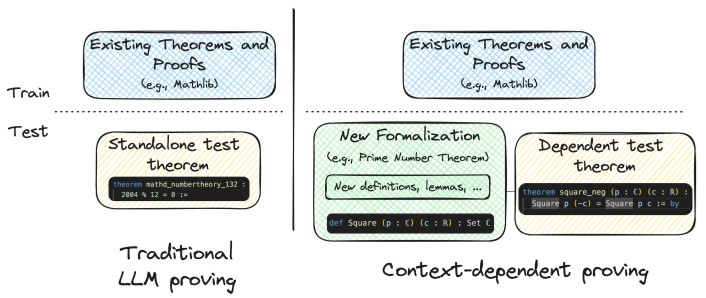 Existing Theorems and
Proofs
(e.g., Mathlib)
Existing Theorems and
Proofs
(e.g., Mathlib)
Train
Test
Standalone test
theorem
theorem mathd_numbertheory_132 :
2004 % 12 = 0 :=
New Formalization
(e.g., Prime Number Theorem)
New definitions, lemmas, ...
def Square (p : ℂ) (c : ℝ) : Set ℂ
Dependent test
theorem
theorem square_neg (p : ℂ) (c : ℝ) :
Square p (-c) = Square p c := by
Traditional
LLM proving
Context-dependent proving